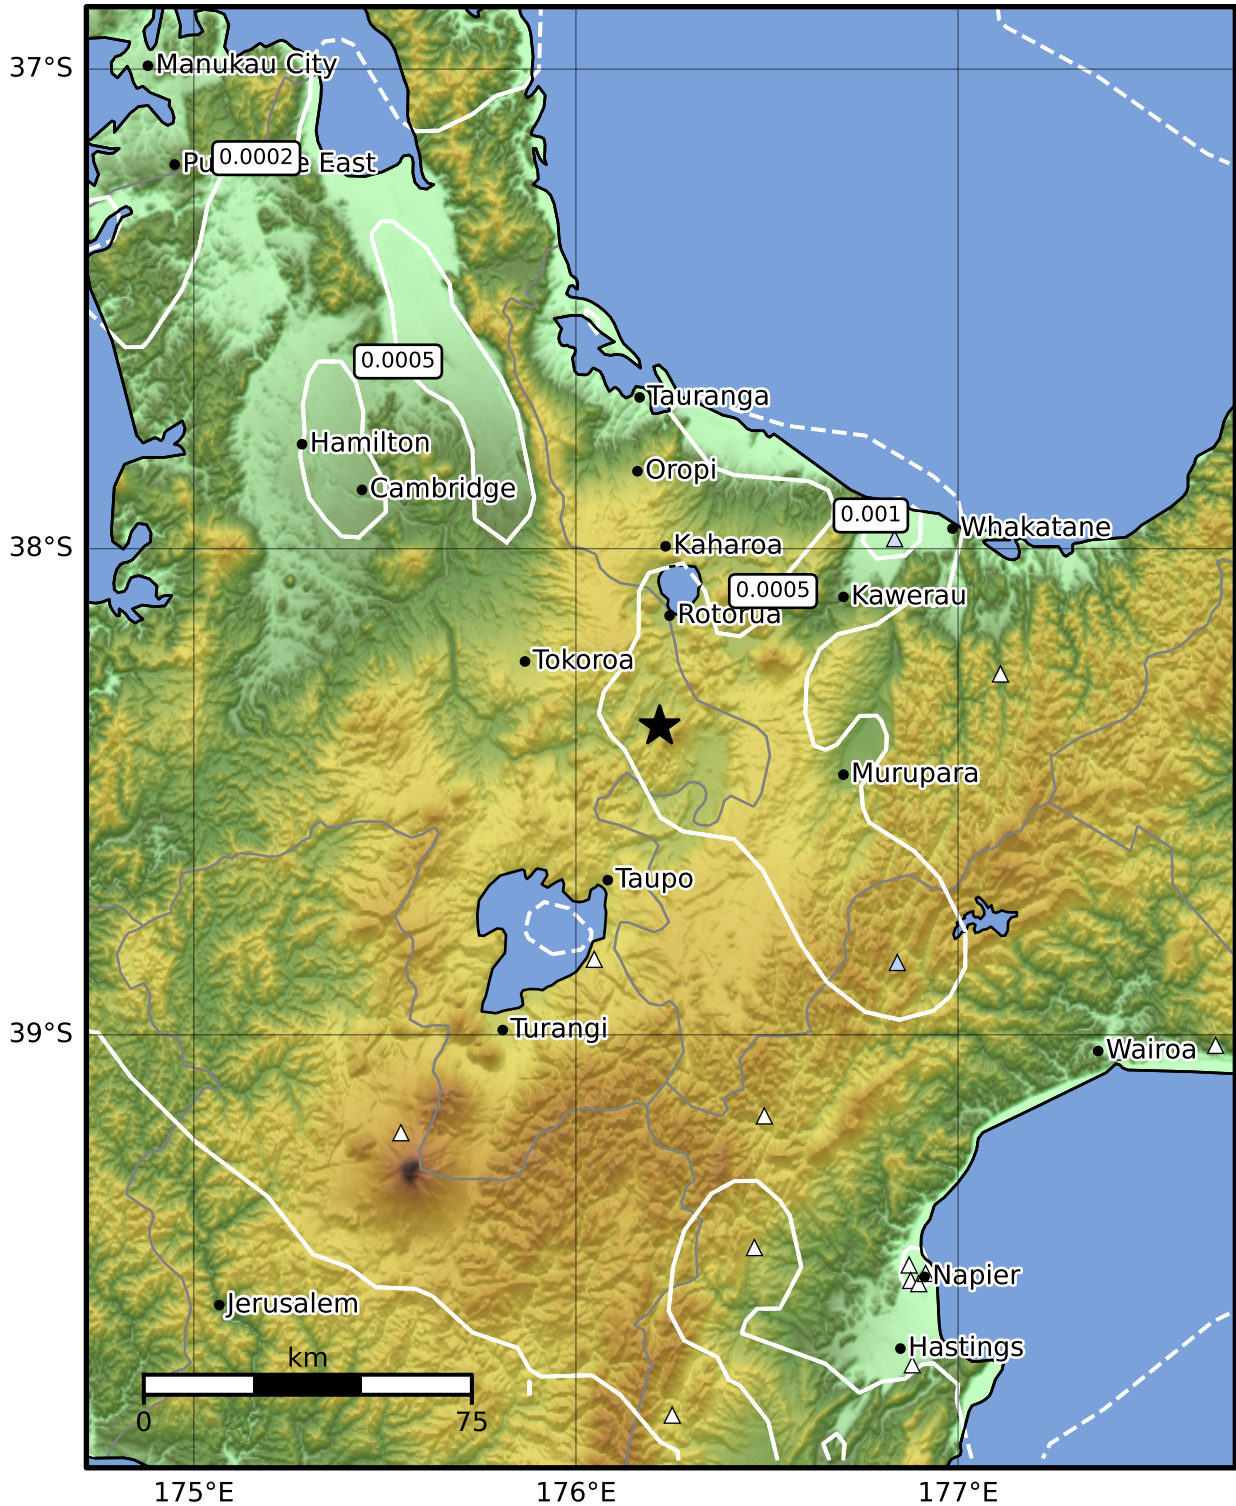 37°S
Manukau City
0.0002
East
0.0005
Tauranga
Hamilton
Oropi
Cambridge
0.001
Whakatane
Kaharoa
38°S
0.0005
Kawerau
Rotorua
Tokoroa
Murupara
Taupo
Turangi
39°S
Wairoa
Napier
Jerusalem
Hastings
km
0
75
175°E
176°E
177°E